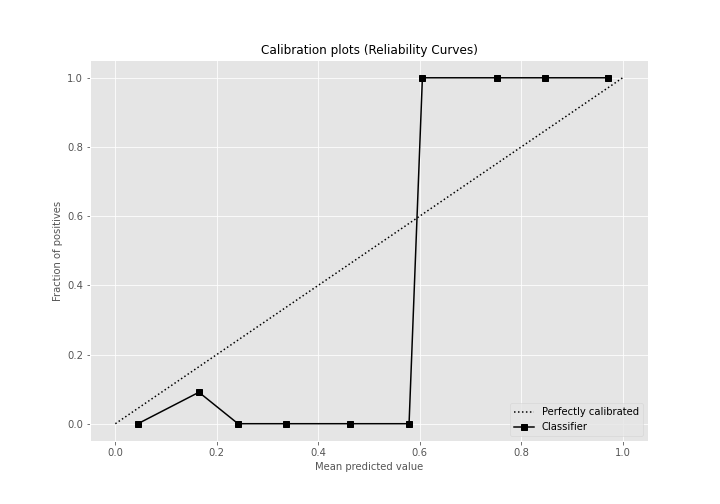 Calibration plots (Reliability Curves)
1.0
0.8
0.6
0.4
0.2
0.0
Fraction of positives
0.0 0.2 0.4 0.6 0.8 1.0
Mean predicted value
Perfectly calibrated
Classifier